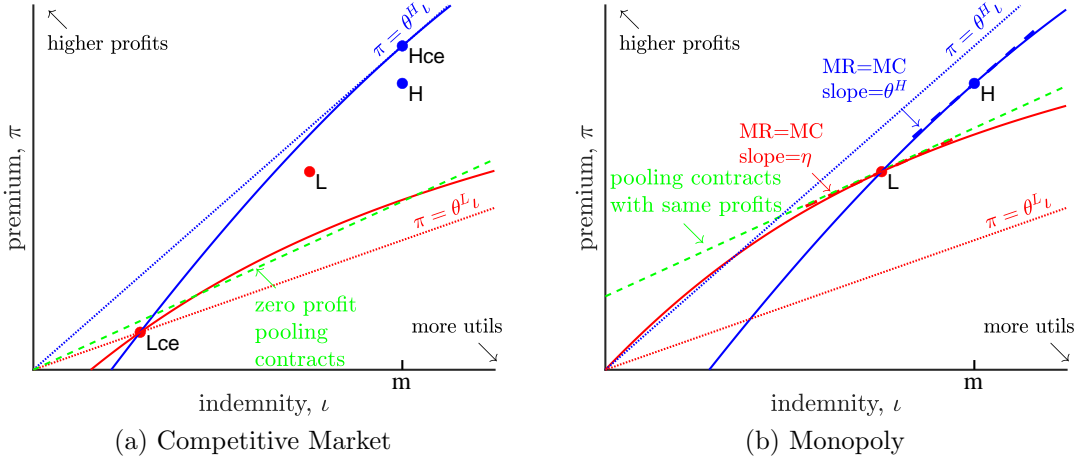 higher profits
π = θ^H ι
Hce
H
L
π = θ^L ι
zero profit
pooling
contracts
Lce
more utils
m
premium, π
indemnity, ι
(a) Competitive Market
higher profits
π = θ^H ι
MR=MC
slope=θ^H
H
MR=MC
slope=η
pooling contracts
with same profits
L
π = θ^L ι
more utils
m
premium, π
indemnity, ι
(b) Monopoly